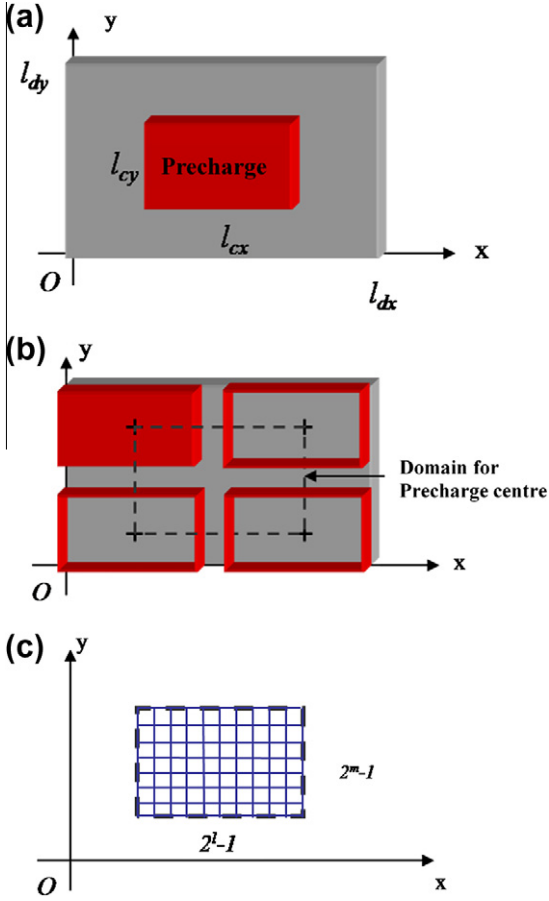 (a)
y
l_dy
l_cy
Precharge
l_cx
x
O
l_dx
(b)
y
Domain for
Precharge centre
x
O
(c)
y
2^m-1
2^l-1
O
x